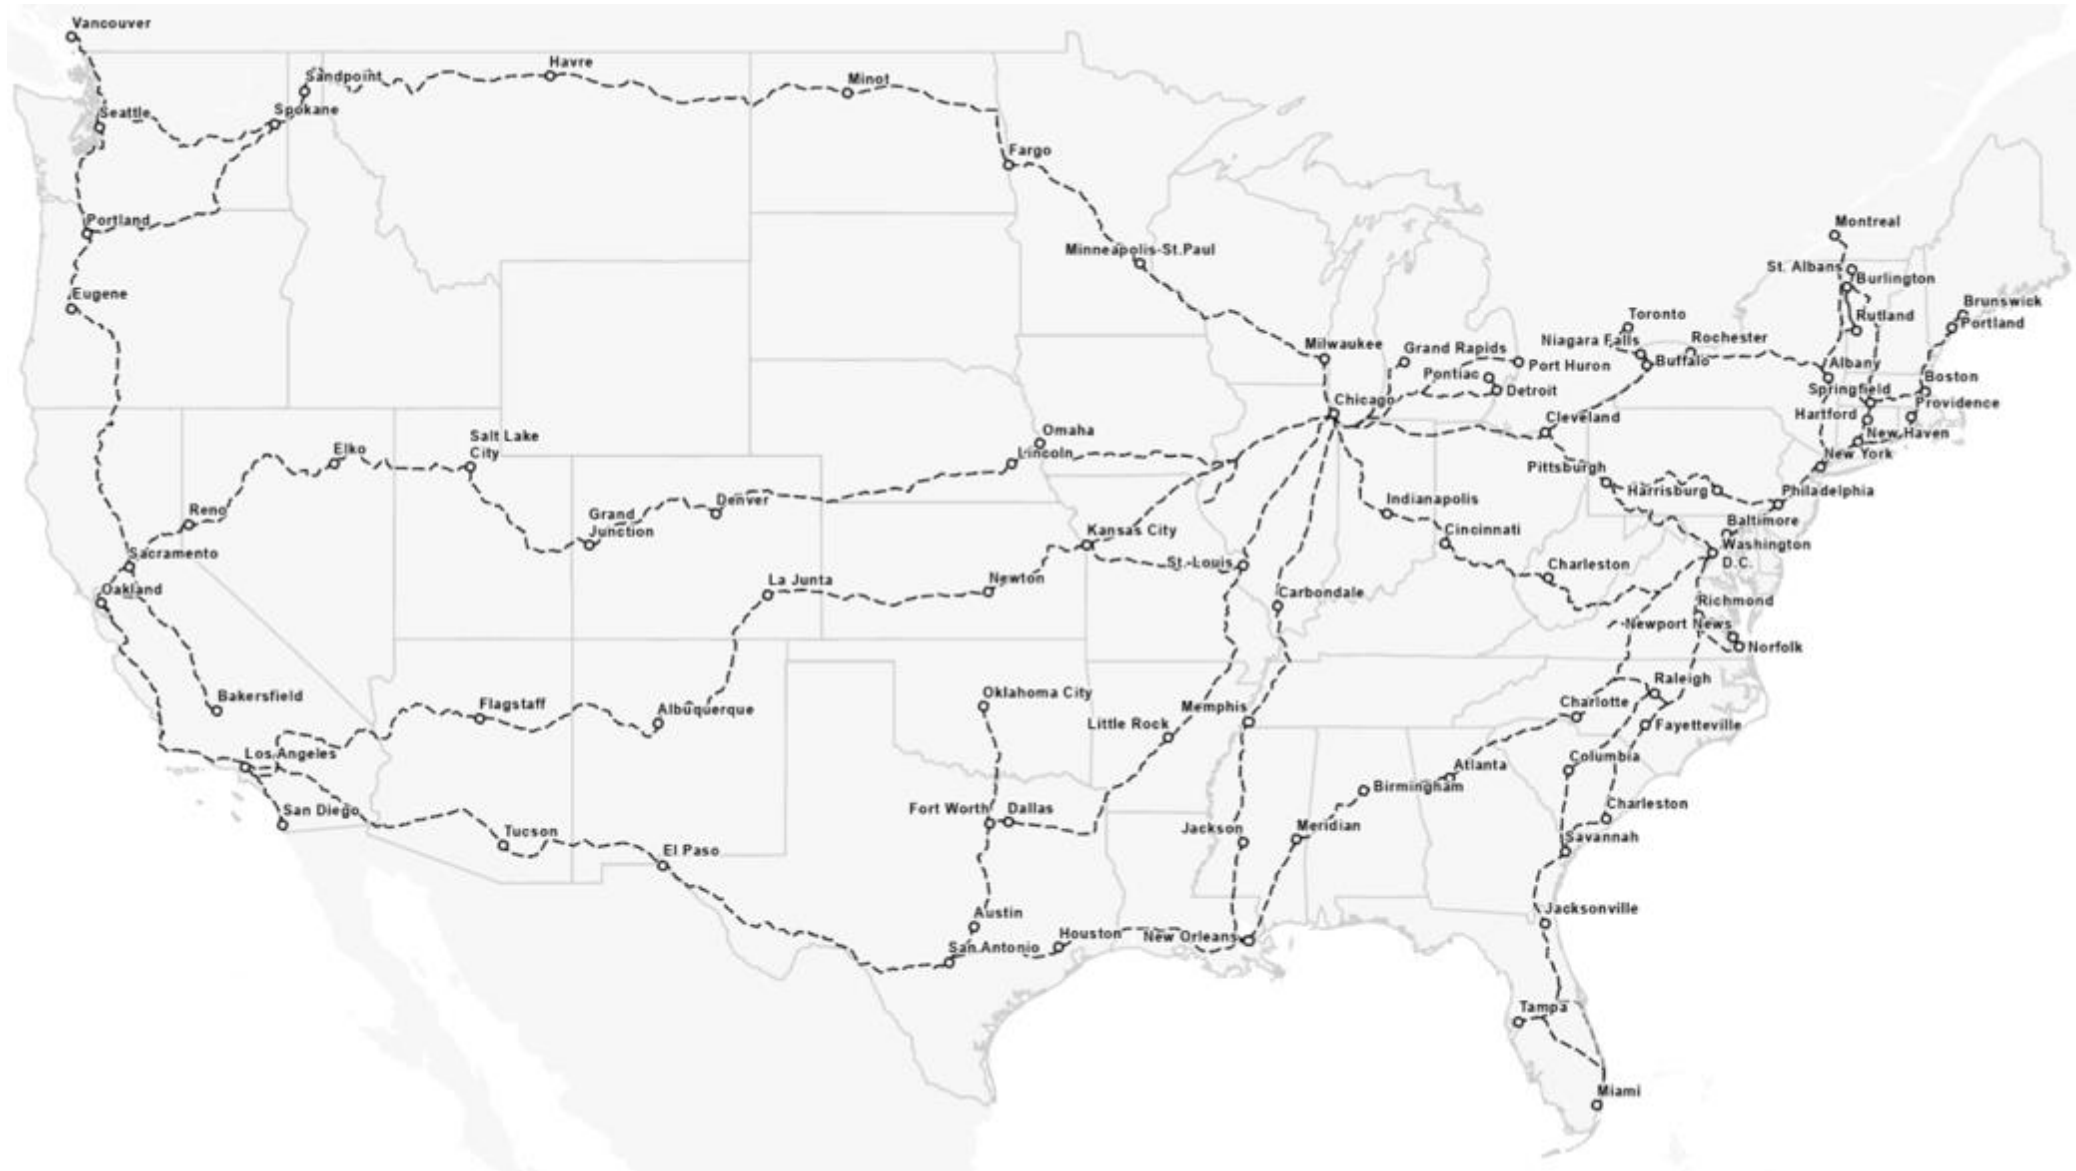 Vancouver
Havre
Sandpoint
Minot
Spokane
Seattle
Fargo
Portland
Montreal
Minneapolis-St.Paul
St. Albans
Burlington
Eugene
Brunswick
Toronto
Rutland
Portland
Niagara Falls
Rochester
Milwaukee
Grand Rapids
Port Huron
Buffalo
Albany
Pontiac
Boston
Detroit
Springfield
Chicago
Providence
Cleveland
Hartford
Omaha
New Haven
Salt Lake
City
Elko
Lincoln
New York
Pittsburgh
Harrisburg
Philadelphia
Denver
Indianapolis
Reno
Grand
Junction
Baltimore
Kansas City
Cincinnati
Washington
D.C.
Sacramento
St. Louis
Charleston
La Junta
Newton
Oakland
Carbondale
Richmond
Newport News
Norfolk
Raleigh
Bakersfield
Oklahoma City
Flagstaff
Charlotte
Albuquerque
Memphis
Little Rock
Fayetteville
Los Angeles
Columbia
Atlanta
Birmingham
San Diego
Fort Worth
Dallas
Charleston
Tucson
Jackson
Meridian
Savannah
El Paso
Austin
Jacksonville
Houston
New Orleans
San Antonio
Tampa
Miami